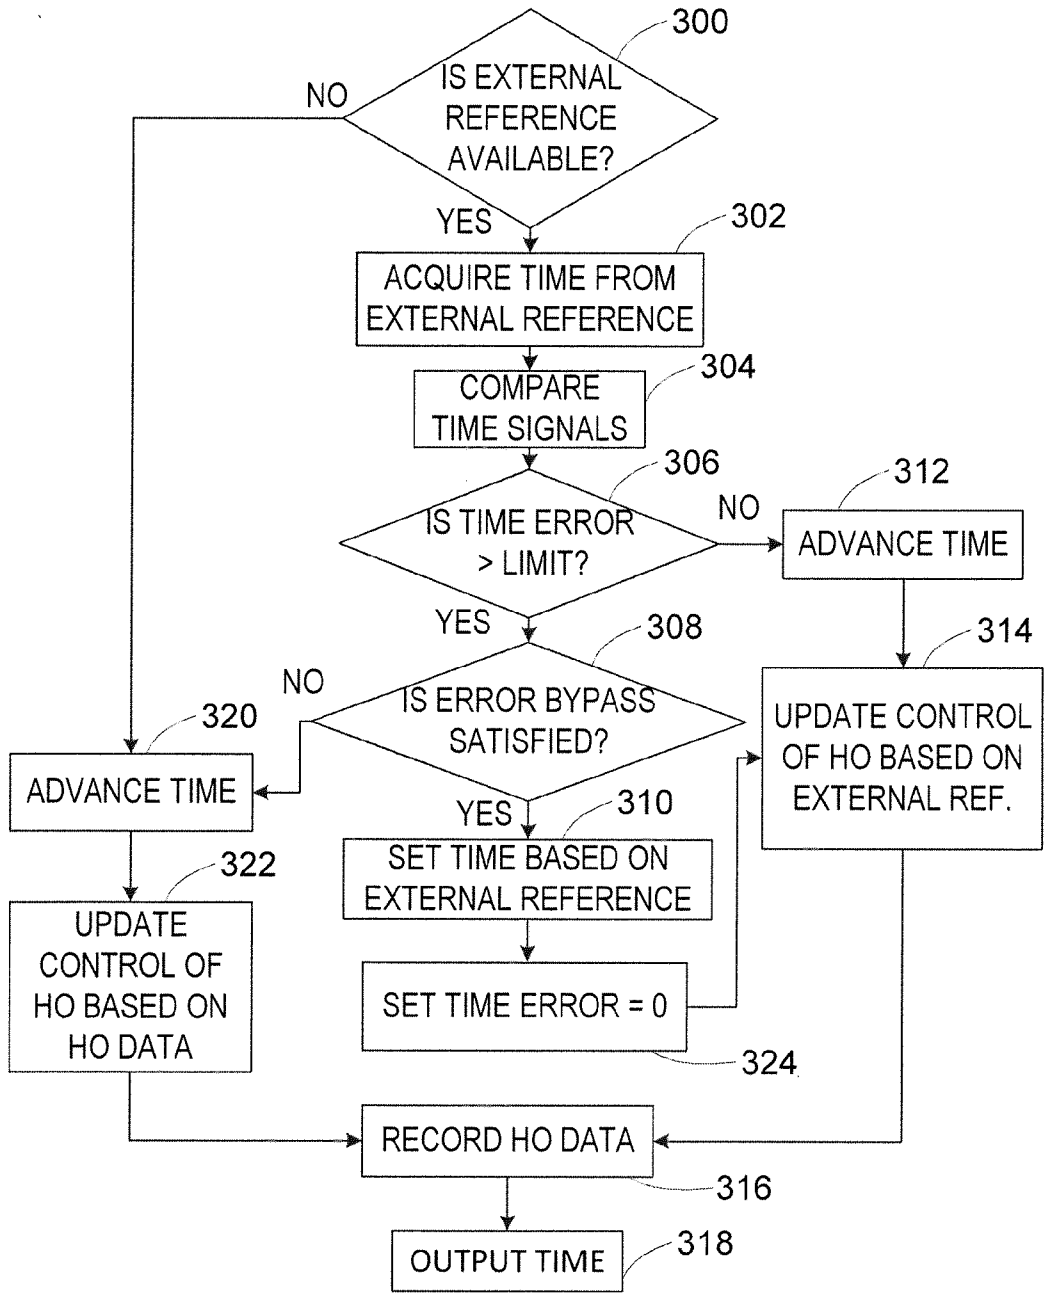 300
IS EXTERNAL
REFERENCE
AVAILABLE?
NO
YES
302
ACQUIRE TIME FROM
EXTERNAL REFERENCE
304
COMPARE
TIME SIGNALS
306
IS TIME ERROR
> LIMIT?
NO
312
ADVANCE TIME
YES
308
IS ERROR BYPASS
SATISFIED?
NO
314
UPDATE CONTROL
OF HO BASED ON
EXTERNAL REF.
320
ADVANCE TIME
YES
310
SET TIME BASED ON
EXTERNAL REFERENCE
322
UPDATE
CONTROL OF
HO BASED ON
HO DATA
SET TIME ERROR = 0
324
RECORD HO DATA
316
OUTPUT TIME
318